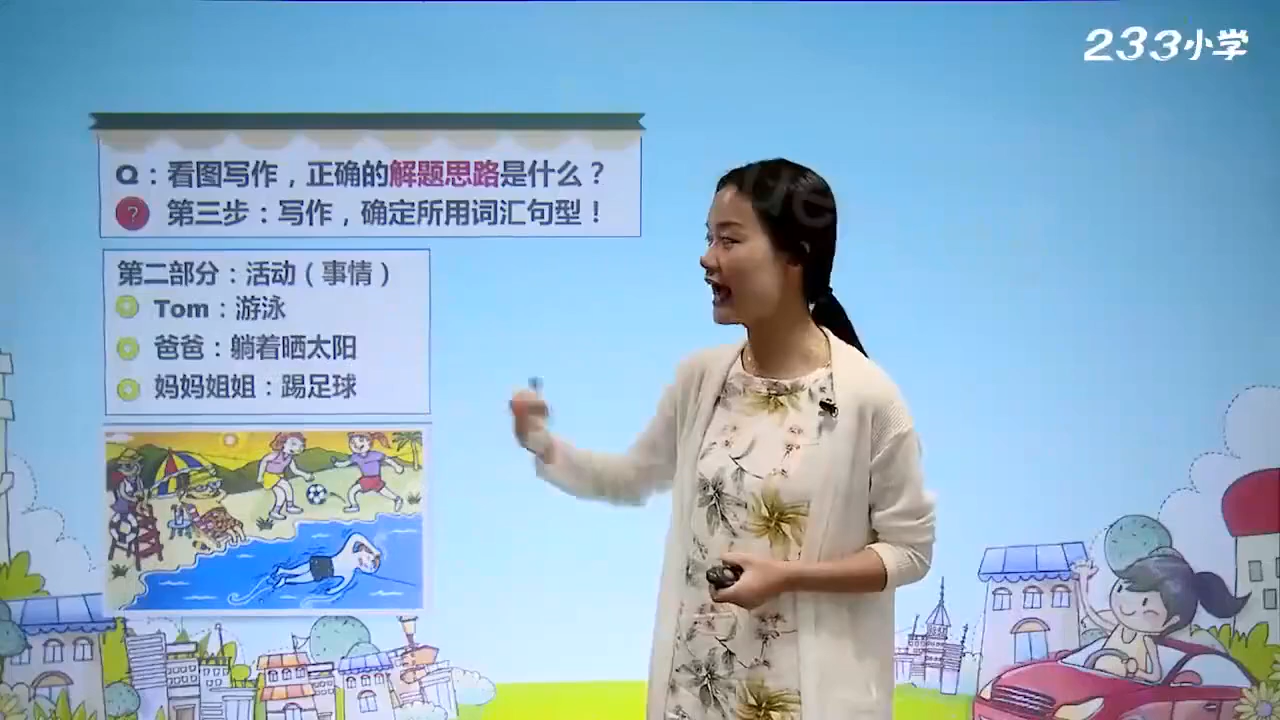 233小学
Q：看图写作，正确的解题思路是什么？
? 第三步：写作，确定所用词汇句型！
第二部分：活动（事情）
Tom：游泳
爸爸：躺着晒太阳
妈妈姐姐：踢足球